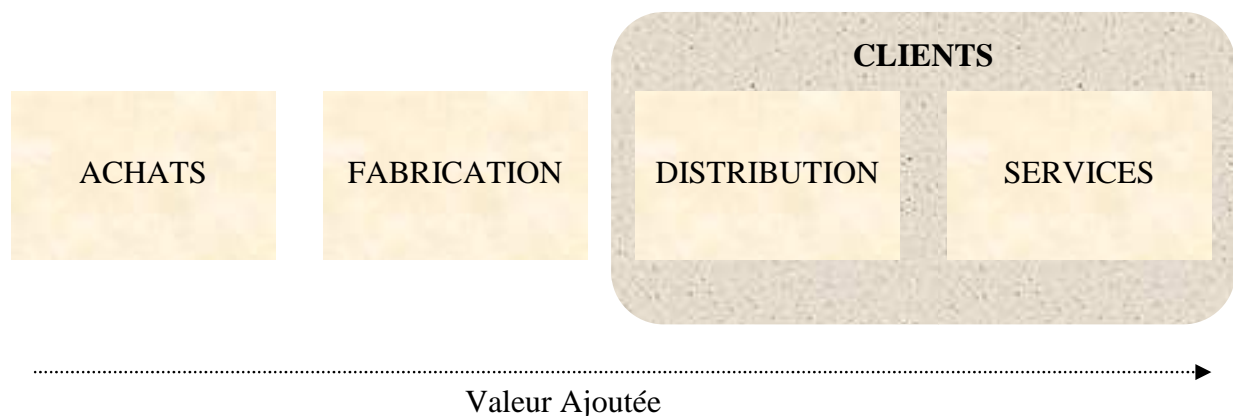 CLIENTS
ACHATS
FABRICATION
DISTRIBUTION
SERVICES
Valeur Ajoutée